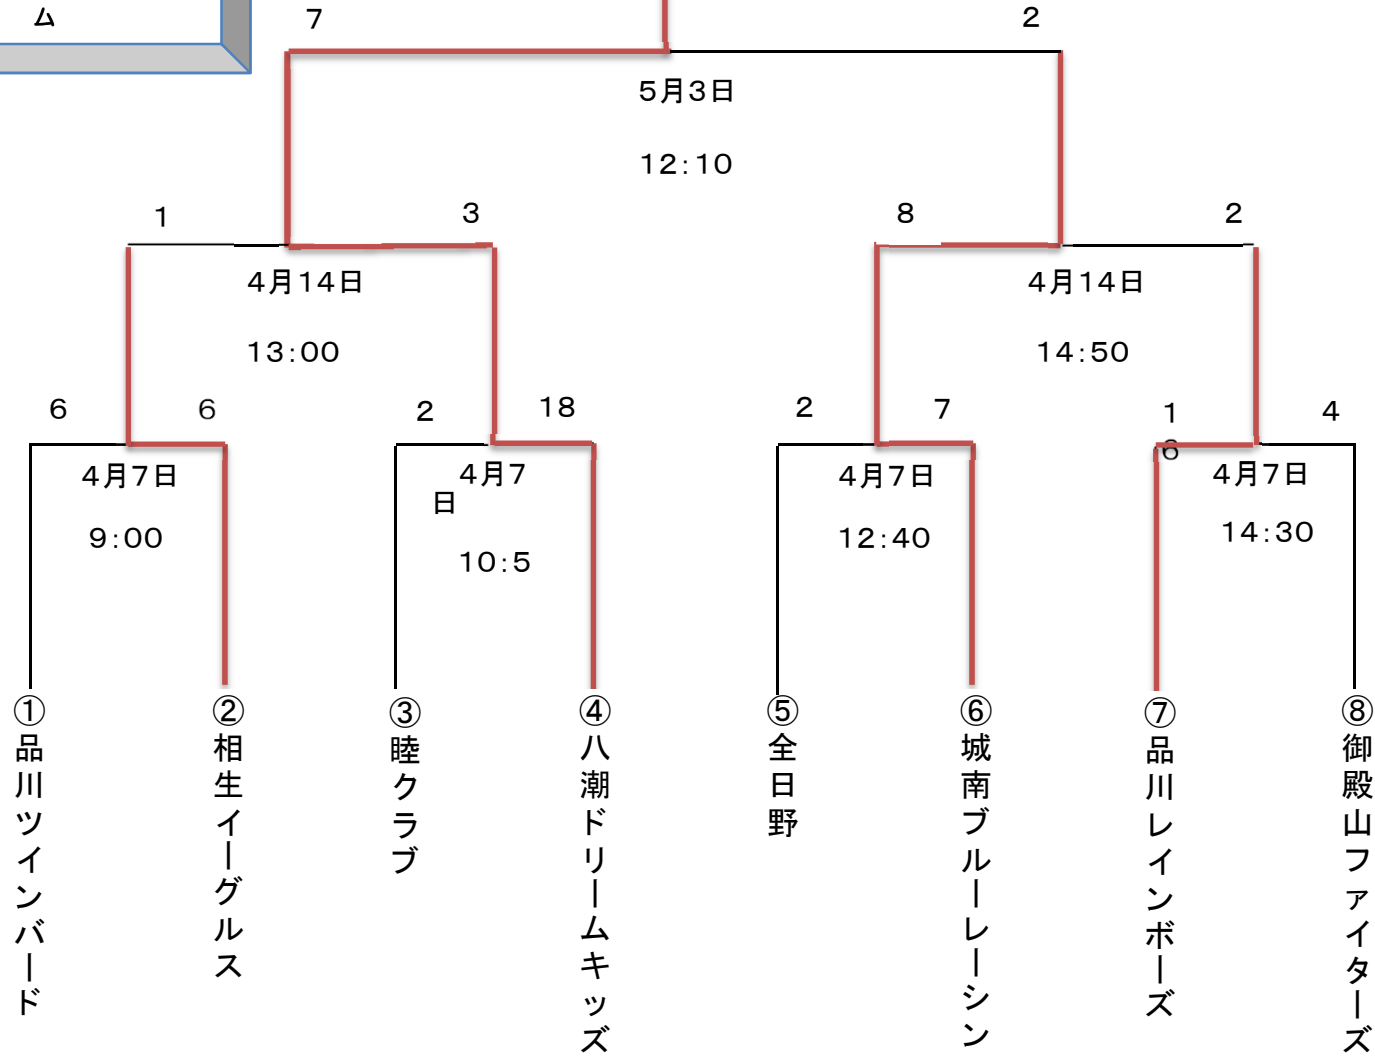 ム
7
2
5月3日
12:10
1
3
8
2
4月14日
4月14日
13:00
14:50
6
6
2
18
2
7
1
6
4
4月7日
4月7
日
4月7日
4月7日
9:00
10:5
12:40
14:30
①品川ツインバード
②相生イーグルス
③睦クラブ
④八潮ドリームキッズ
⑤全日野
⑥城南ブルーレーシン
⑦品川レインボーズ
⑧御殿山ファイターズ